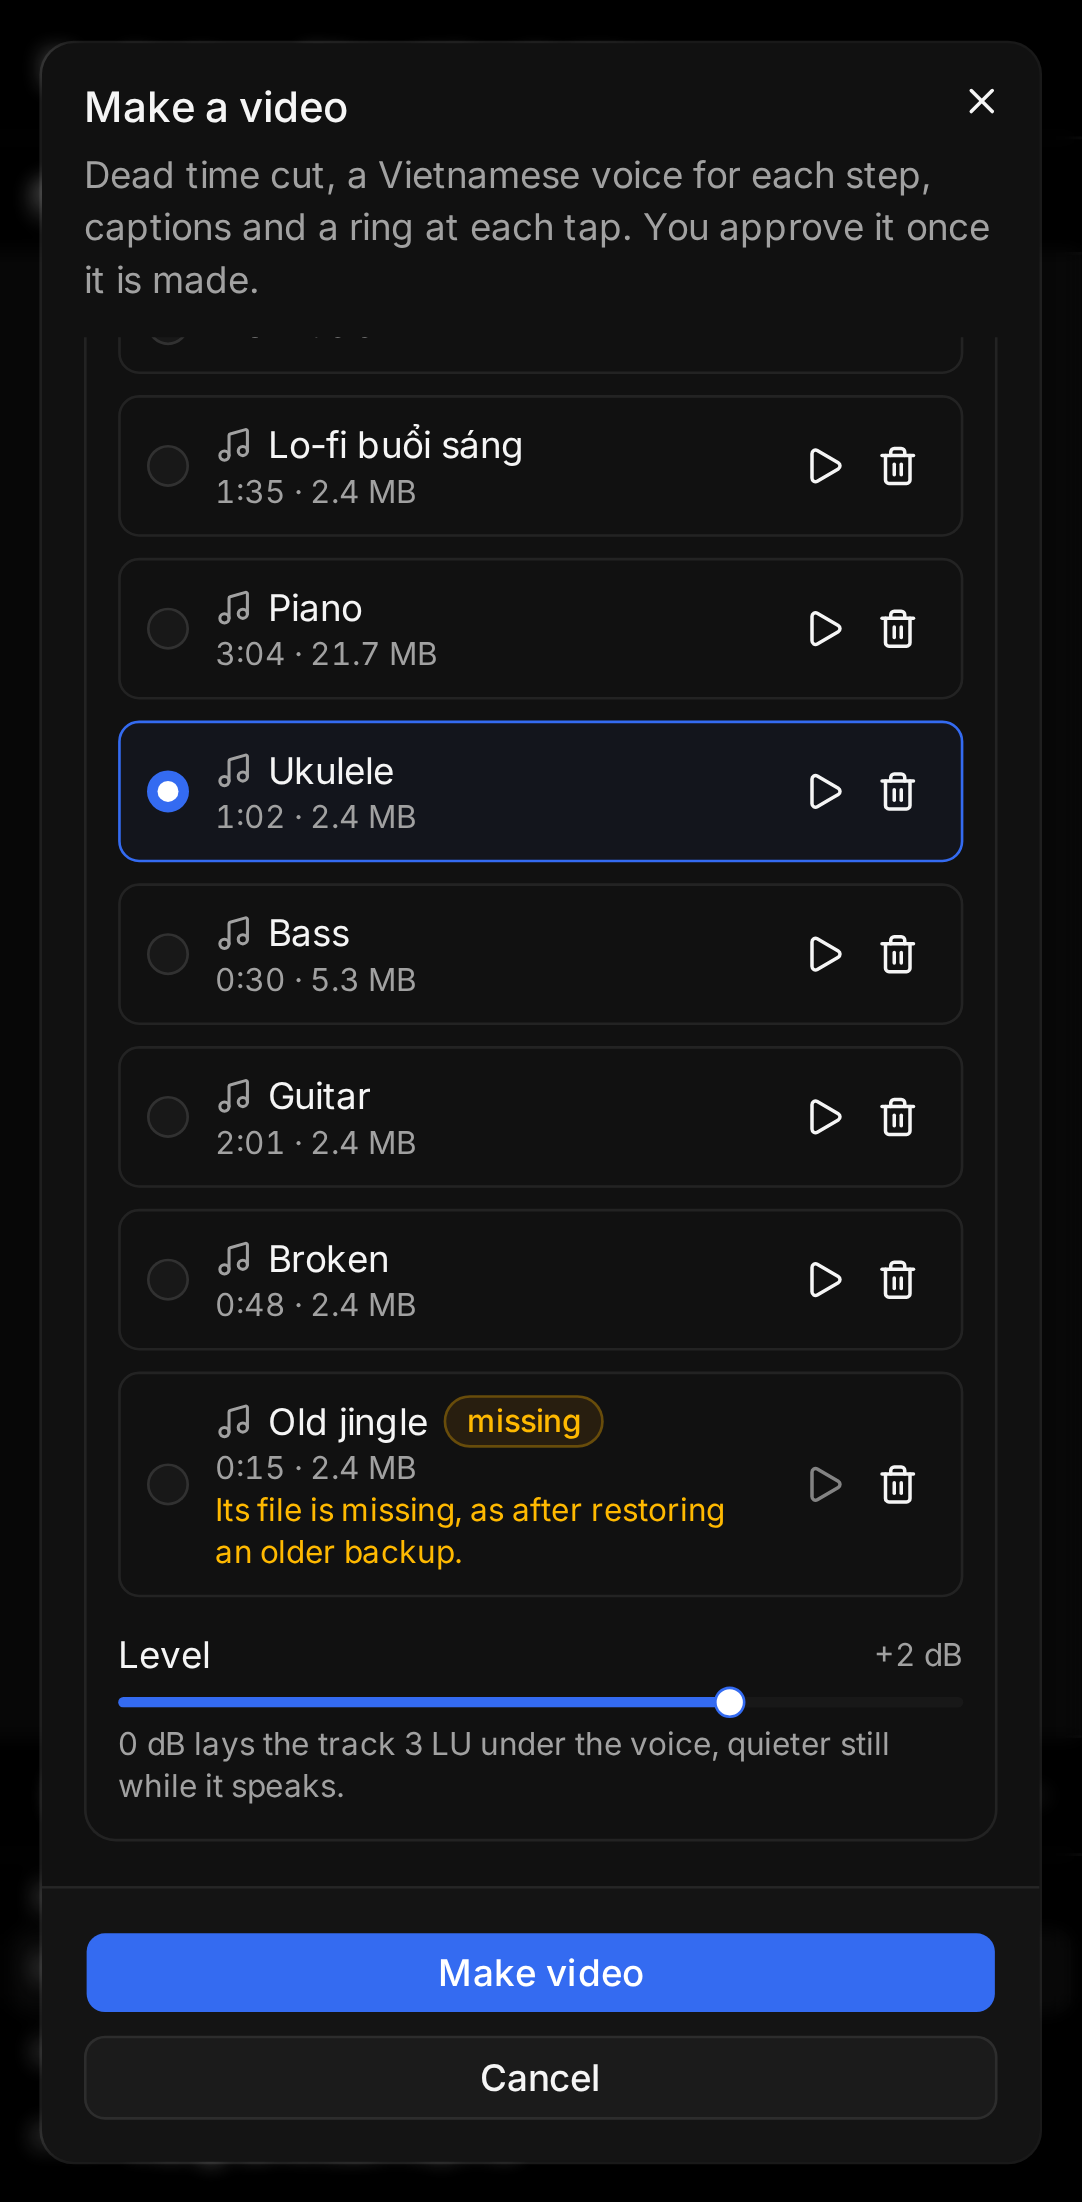 Make a video
Dead time cut, a Vietnamese voice for each step,
captions and a ring at each tap. You approve it once
it is made.
Lo-fi buổi sáng
1:35 · 2.4 MB
Piano
3:04 · 21.7 MB
Ukulele
1:02 · 2.4 MB
Bass
0:30 · 5.3 MB
Guitar
2:01 · 2.4 MB
Broken
0:48 · 2.4 MB
Old jingle missing
0:15 · 2.4 MB
Its file is missing, as after restoring
an older backup.
Level +2 dB
0 dB lays the track 3 LU under the voice, quieter still
while it speaks.
Make video
Cancel